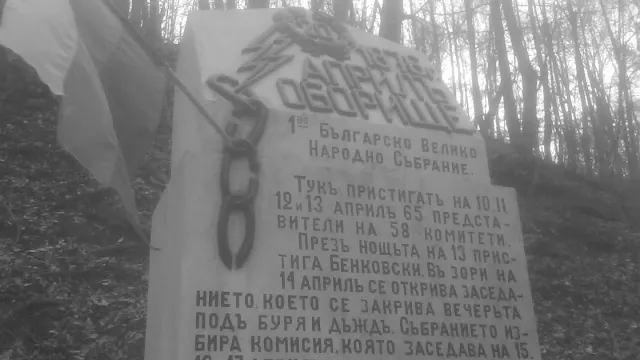 1876
АПРИЛЪ
ОБОРИЩЕ
1во БЪЛГАРСКО ВЕЛИКО
НАРОДНО СЪБРАНИЕ.
ТУКЪ ПРИСТИГАТЪ НА 10.11
12 И 13 АПРИЛЪ 65 ПРЕДСТА-
ВИТЕЛИ НА 58 КОМИТЕТИ.
ПРЕЗЪ НОЩЬТА НА 13 ПРИС-
ТИГА БЕНКОВСКИ. ВЪ ЗОРИ НА
14 АПРИЛЪ СЕ ОТКРИВА ЗАСЕДА-
НИЕТО, КОЕТО СЕ ЗАКРИВА ВЕЧЕРЬТА
ПОДЪ БУРЯ И ДЪЖДЪ. СЪБРАНИЕТО ИЗ-
БИРА КОМИСИЯ, КОЯТО ЗАСЕДАВА НА 15.